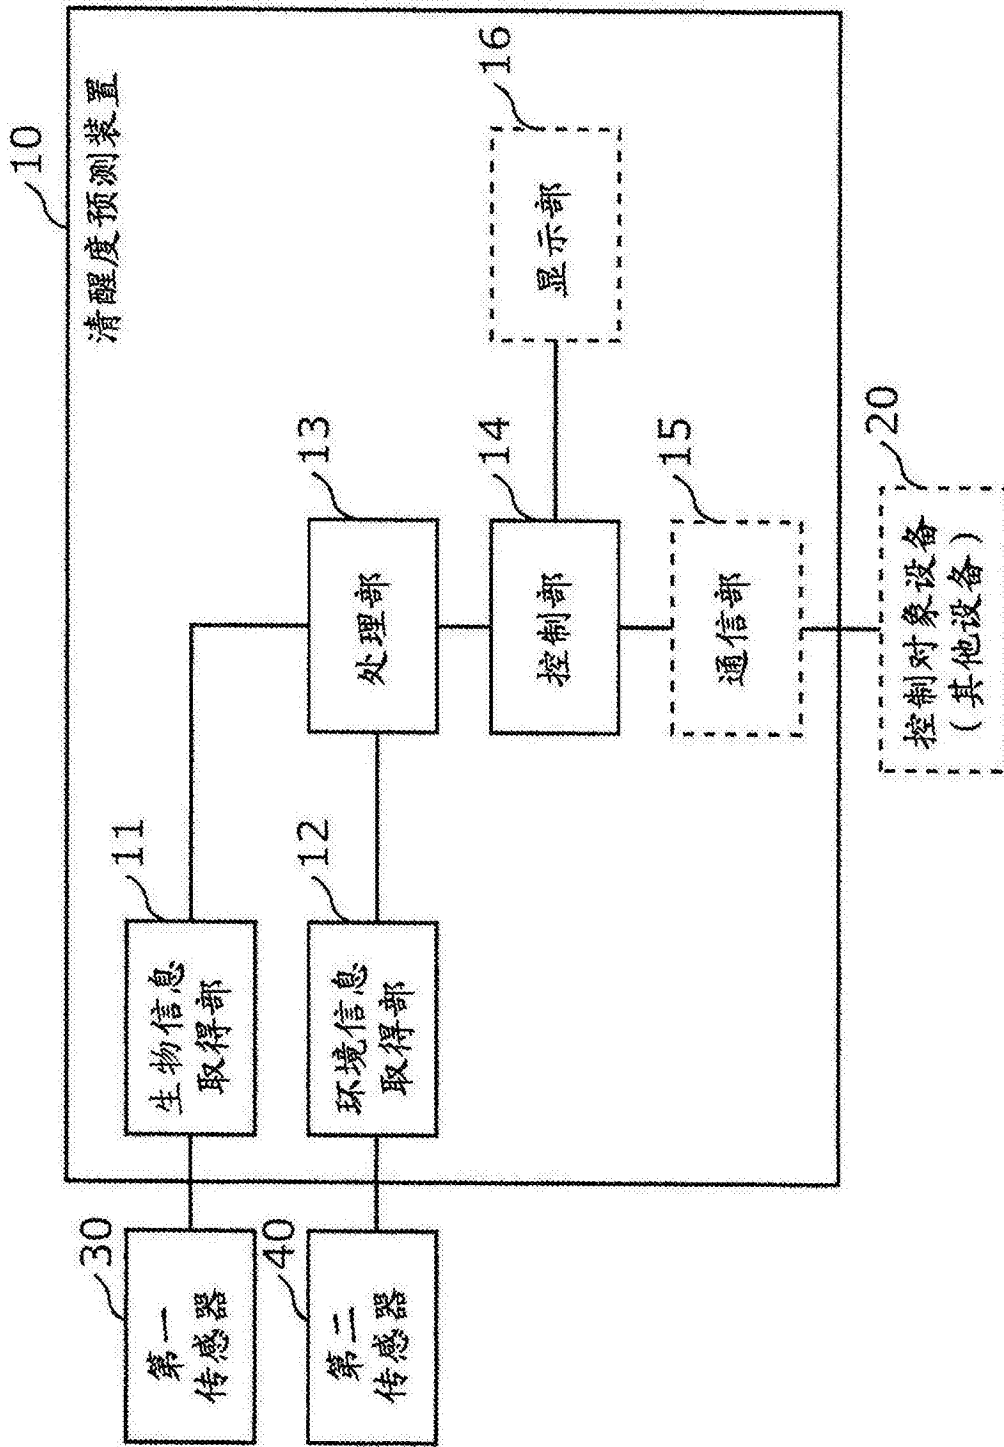 10
清醒度预测装置
30
第一
传感器
11
生物信息
取得部
13
处理部
40
第二
传感器
12
环境信息
取得部
14
控制部
16
显示部
15
通信部
20
控制对象设备
（其他设备）